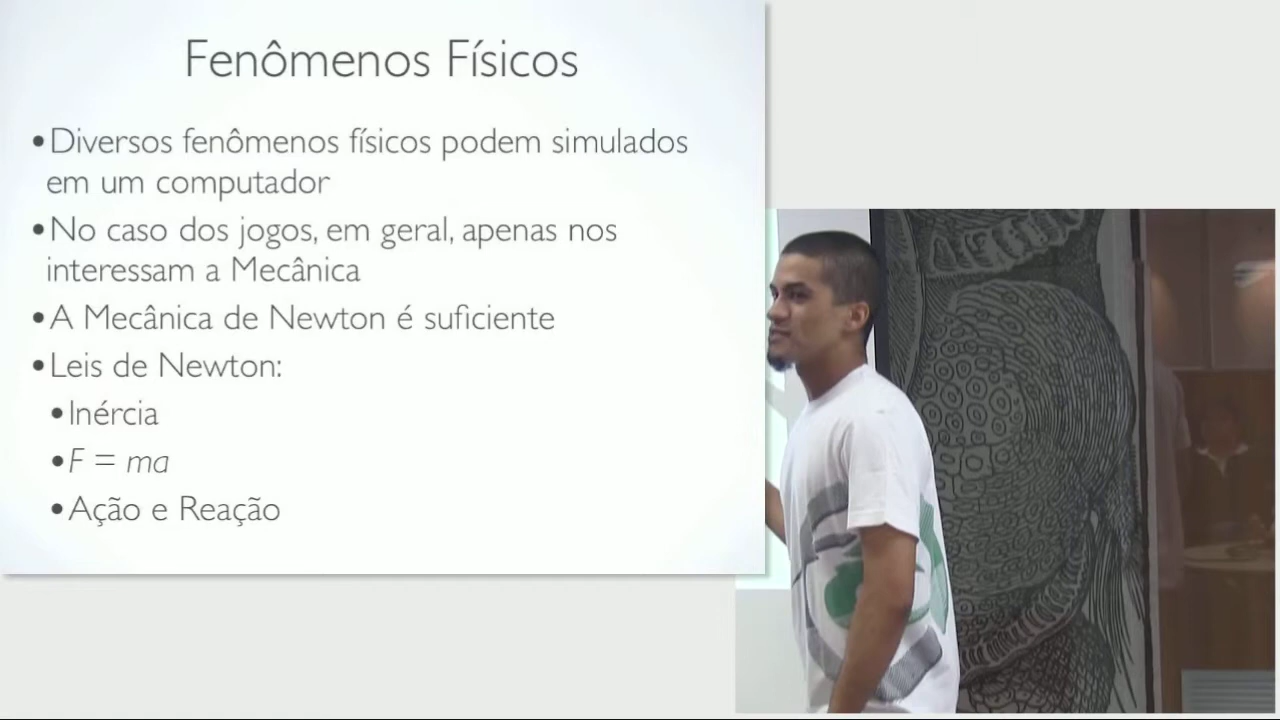 Fenômenos Físicos
•Diversos fenômenos físicos podem simulados
em um computador
•No caso dos jogos, em geral, apenas nos
interessam a Mecânica
•A Mecânica de Newton é suficiente
•Leis de Newton:
•Inércia
•F = ma
•Ação e Reação